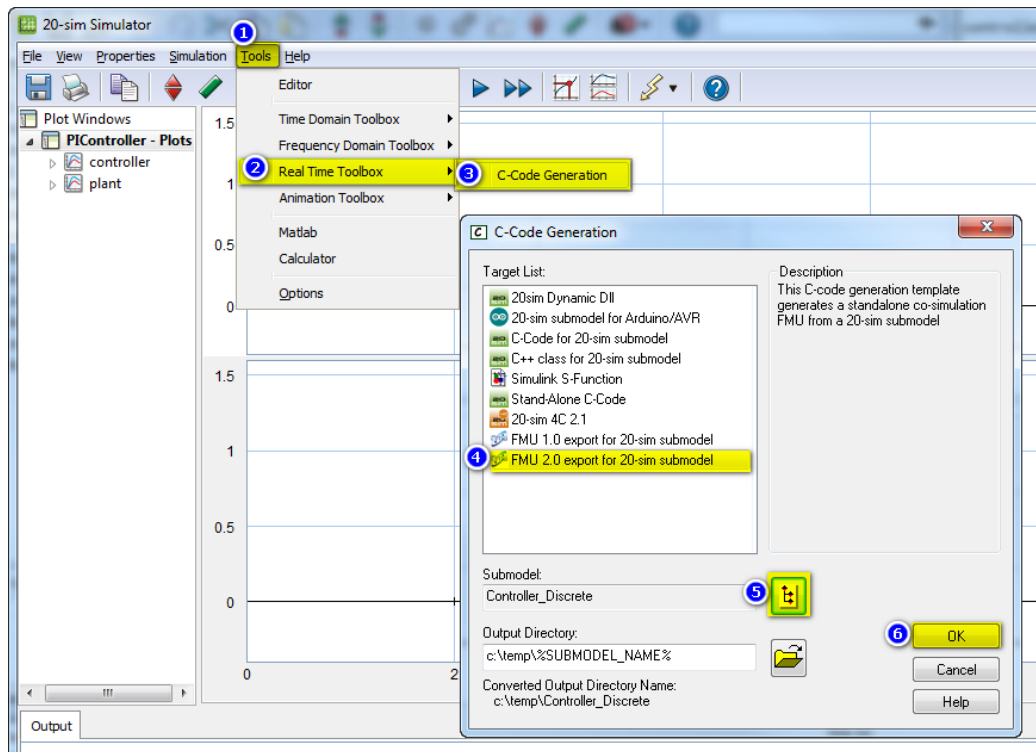 20-sim Simulator
1
File View Properties Simulation Tools Help
Plot Windows
PIController - Plots
controller
plant
Editor
Time Domain Toolbox
Frequency Domain Toolbox
2 Real Time Toolbox
Animation Toolbox
Matlab
Calculator
Options
3 C-Code Generation
1.5
1
0.5
0
1.5
1
0.5
0
0 2
C-Code Generation
Target List:
20sim Dynamic Dll
20-sim submodel for Arduino/AVR
C-Code for 20-sim submodel
C++ class for 20-sim submodel
Simulink S-Function
Stand-Alone C-Code
20-sim 4C 2.1
FMU 1.0 export for 20-sim submodel
4 FMU 2.0 export for 20-sim submodel
Description
This C-code generation template
generates a standalone co-simulation
FMU from a 20-sim submodel
Submodel:
Controller_Discrete
5
Output Directory:
c:\temp\%SUBMODEL_NAME%
Converted Output Directory Name:
c:\temp\Controller_Discrete
6 OK
Cancel
Help
Output